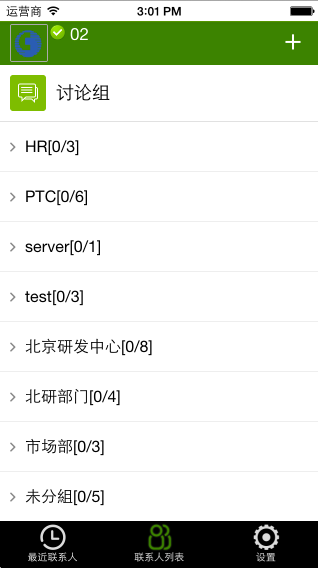 运营商 3:01 PM
02
讨论组
HR[0/3]
PTC[0/6]
server[0/1]
test[0/3]
北京研发中心[0/8]
北研部门[0/4]
市场部[0/3]
未分組[0/5]
最近联系人 联系人列表 设置